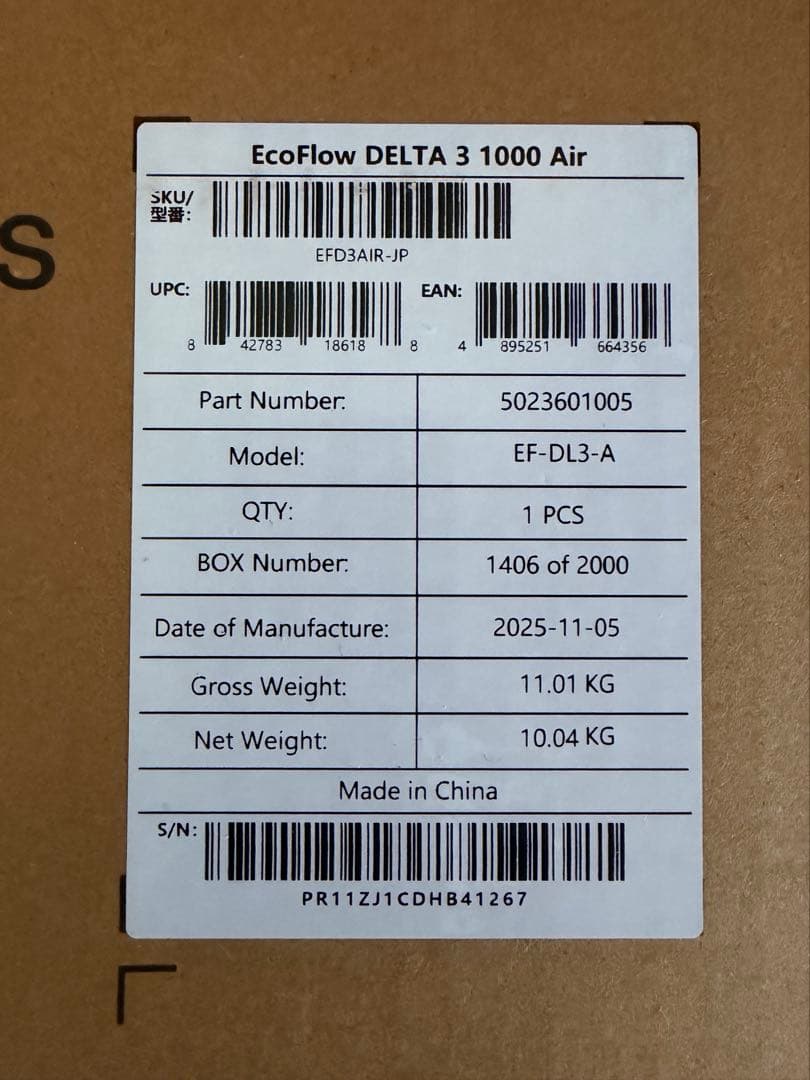 S
EcoFlow DELTA 3 1000 Air
SKU/
型番:
EFD3AIR-JP
UPC:
8 42783 18618 8
EAN:
4 895251 664356
Part Number: 5023601005
Model: EF-DL3-A
QTY: 1 PCS
BOX Number: 1406 of 2000
Date of Manufacture: 2025-11-05
Gross Weight: 11.01 KG
Net Weight: 10.04 KG
Made in China
S/N:
PR11ZJ1CDHB41267